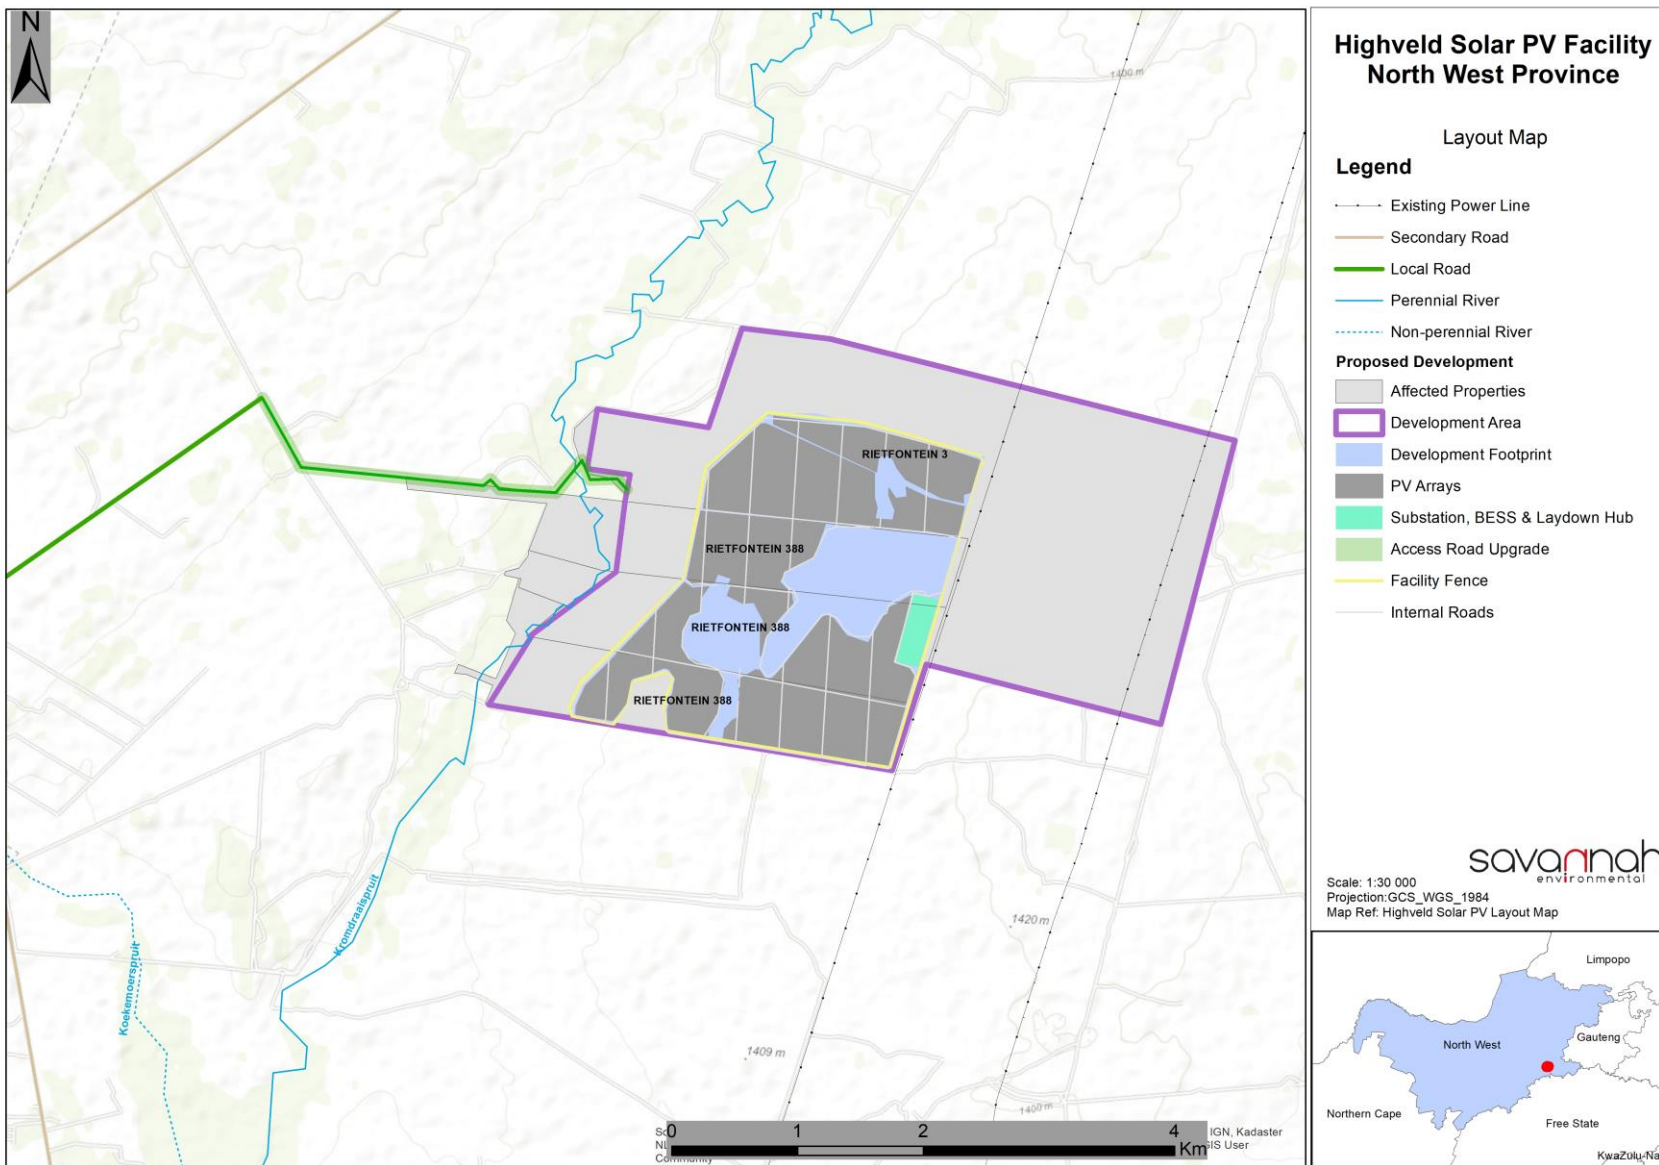 N
1400 m
RIETFONTEIN 3
RIETFONTEIN 388
RIETFONTEIN 388
RIETFONTEIN 388
Kromdraaispruit
Koekemoerspruit
1420 m
1409 m
1400 m
0 1 2 4
Km
IGN, Kadaster
NL
GIS User
Community
Highveld Solar PV Facility
North West Province
Layout Map
Legend
Existing Power Line
Secondary Road
Local Road
Perennial River
Non-perennial River
Proposed Development
Affected Properties
Development Area
Development Footprint
PV Arrays
Substation, BESS & Laydown Hub
Access Road Upgrade
Facility Fence
Internal Roads
savannah
environmental
Scale: 1:30 000
Projection:GCS_WGS_1984
Map Ref: Highveld Solar PV Layout Map
Limpopo
North West
Gauteng
Northern Cape
Free State
KwaZulu-Na